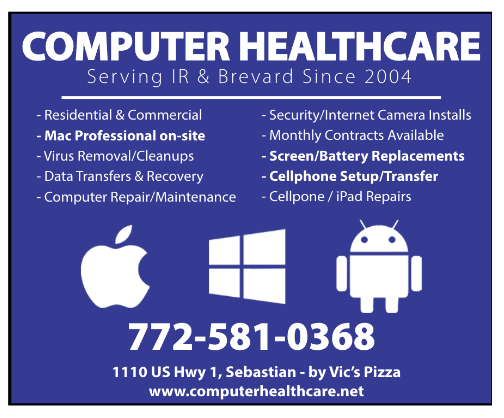 COMPUTER HEALTHCARE
Serving IR & Brevard Since 2004
- Residential & Commercial
- Mac Professional on-site
- Virus Removal/Cleanups
- Data Transfers & Recovery
- Computer Repair/Maintenance
- Security/Internet Camera Installs
- Monthly Contracts Available
- Screen/Battery Replacements
- Cellphone Setup/Transfer
- Cellpone / iPad Repairs
772-581-0368
1110 US Hwy 1, Sebastian - by Vic's Pizza
www.computerhealthcare.net